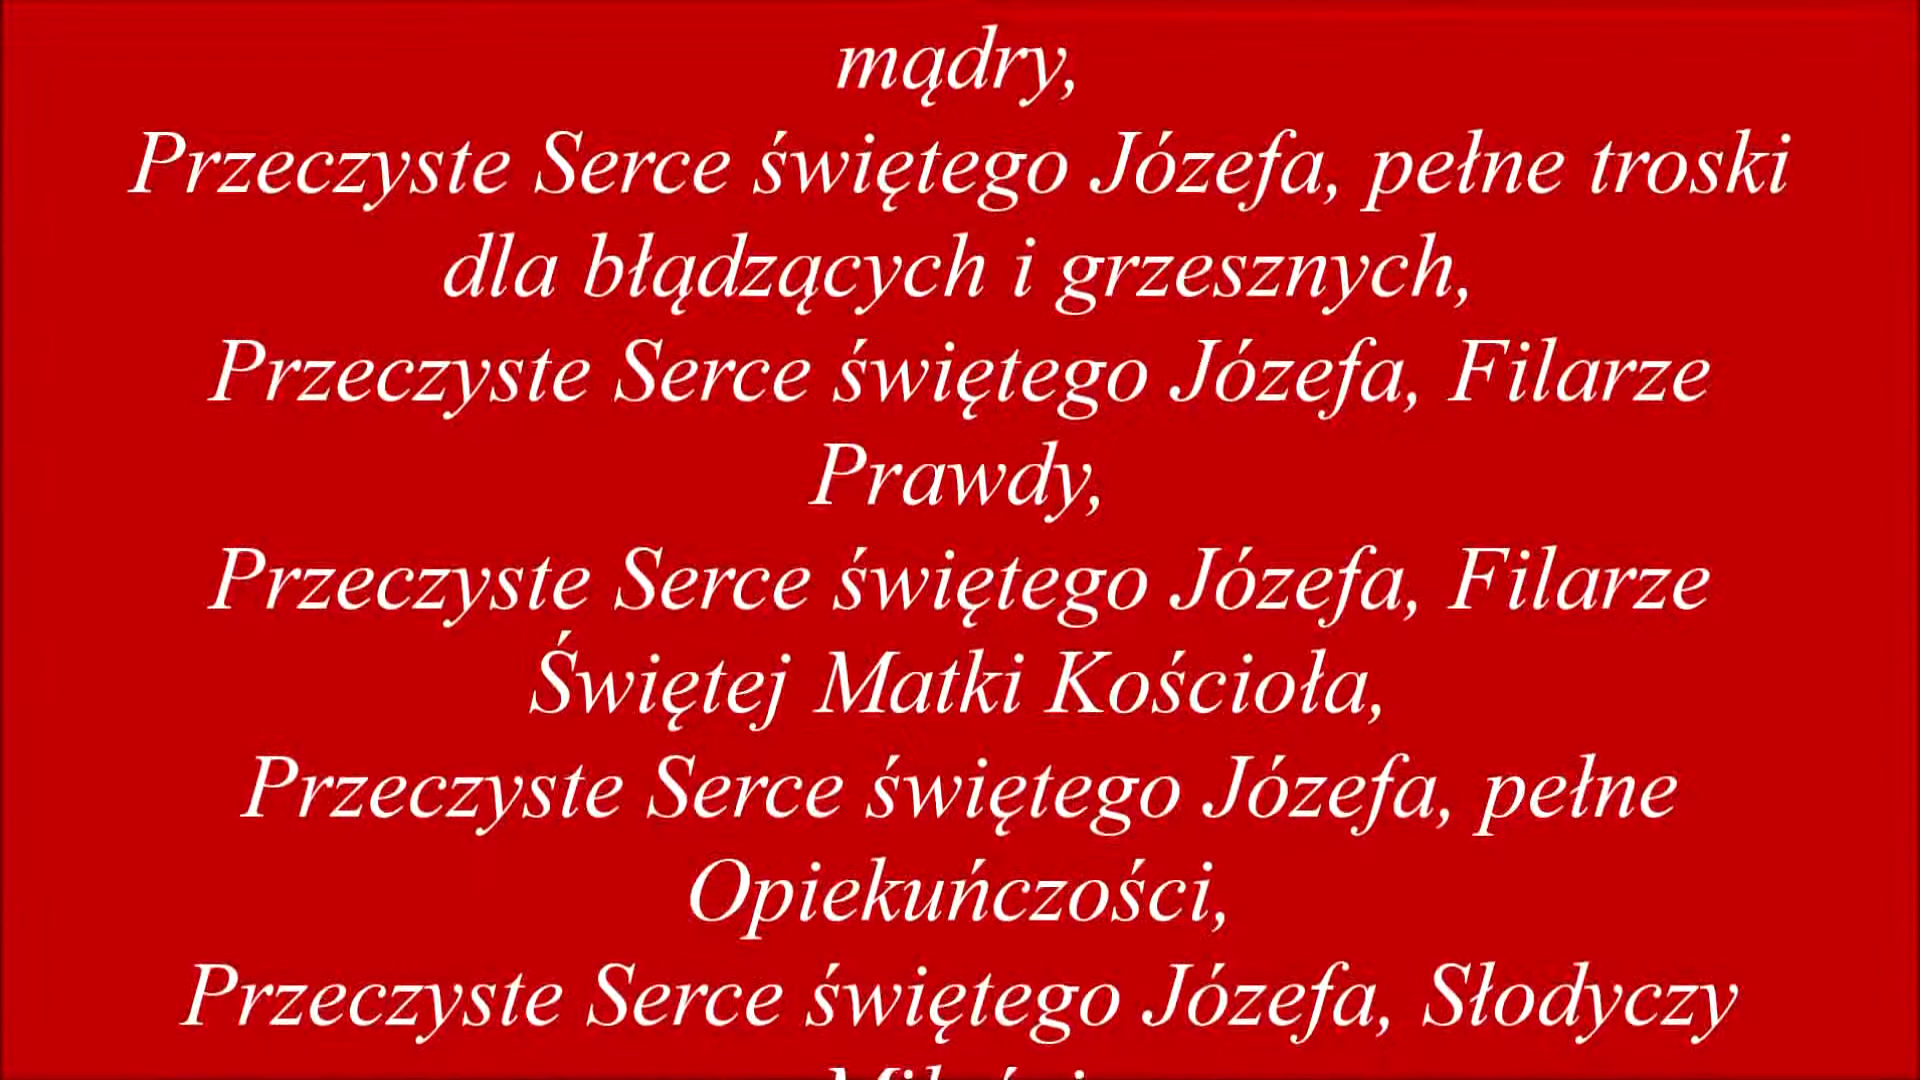 mądry,
Przeczyste Serce świętego Józefa, pełne troski
dla błądzących i grzesznych,
Przeczyste Serce świętego Józefa, Filarze
Prawdy,
Przeczyste Serce świętego Józefa, Filarze
Świętej Matki Kościoła,
Przeczyste Serce świętego Józefa, pełne
Opiekuńczości,
Przeczyste Serce świętego Józefa, Słodyczy